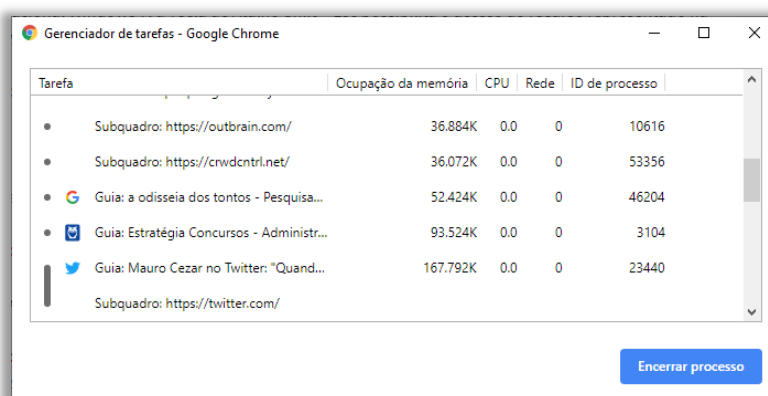 Gerenciador de tarefas - Google Chrome
Tarefa Ocupação da memória CPU Rede ID de processo
Subquadro: https://outbrain.com/ 36.884K 0.0 0 10616
Subquadro: https://crwdcntrl.net/ 36.072K 0.0 0 53356
Guia: a odisseia dos tontos - Pesquisa... 52.424K 0.0 0 46204
Guia: Estratégia Concursos - Administr... 93.524K 0.0 0 3104
Guia: Mauro Cezar no Twitter: "Quand... 167.792K 0.0 0 23440
Subquadro: https://twitter.com/
Encerrar processo